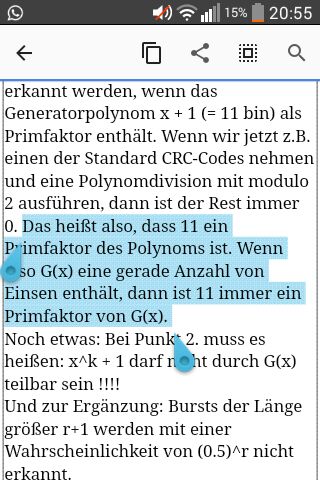 15% 20:55
erkannt werden, wenn das
Generatorpolynom x + 1 (= 11 bin) als
Primfaktor enthält. Wenn wir jetzt z.B.
einen der Standard CRC-Codes nehmen
und eine Polynomdivision mit modulo
2 ausführen, dann ist der Rest immer
0. Das heißt also, dass 11 ein
Primfaktor des Polynoms ist. Wenn
also G(x) eine gerade Anzahl von
Einsen enthält, dann ist 11 immer ein
Primfaktor von G(x).
Noch etwas: Bei Punkt 2. muss es
heißen: x^k + 1 darf nicht durch G(x)
teilbar sein !!!!
Und zur Ergänzung: Bursts der Länge
größer r+1 werden mit einer
Wahrscheinlichkeit von (0.5)^r nicht
erkannt.